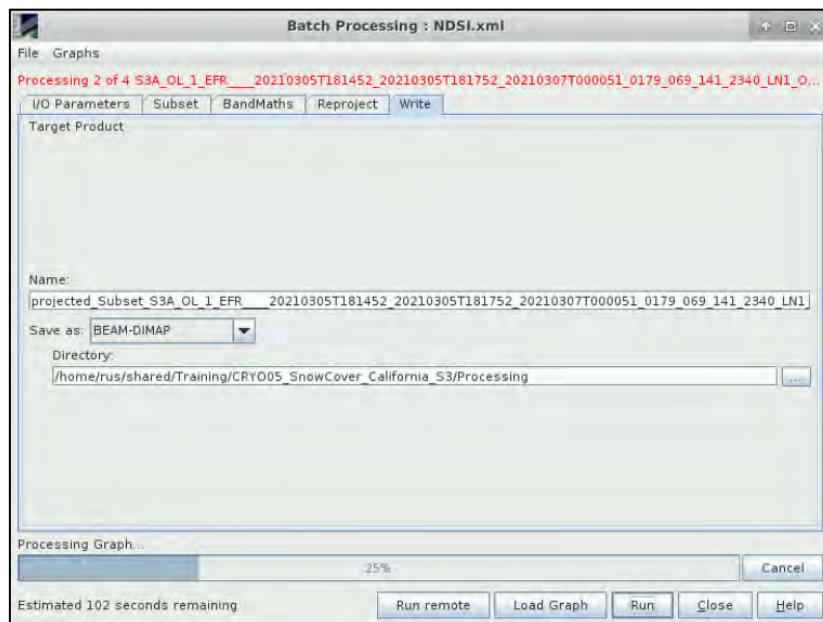 Batch Processing : NDSI.xml
File Graphs
Processing 2 of 4 S3A_OL_1_EFR____20210305T181452_20210305T181752_20210307T000051_0179_069_141_2340_LN1_O...
I/O Parameters Subset BandMaths Reproject Write
Target Product
Name:
projected_Subset_S3A_OL_1_EFR____20210305T181452_20210305T181752_20210307T000051_0179_069_141_2340_LN1_
Save as: BEAM-DIMAP
Directory:
/home/rus/shared/Training/CRYO05_SnowCover_California_S3/Processing
...
Processing Graph...
25%
Cancel
Estimated 102 seconds remaining
Run remote Load Graph Run Close Help